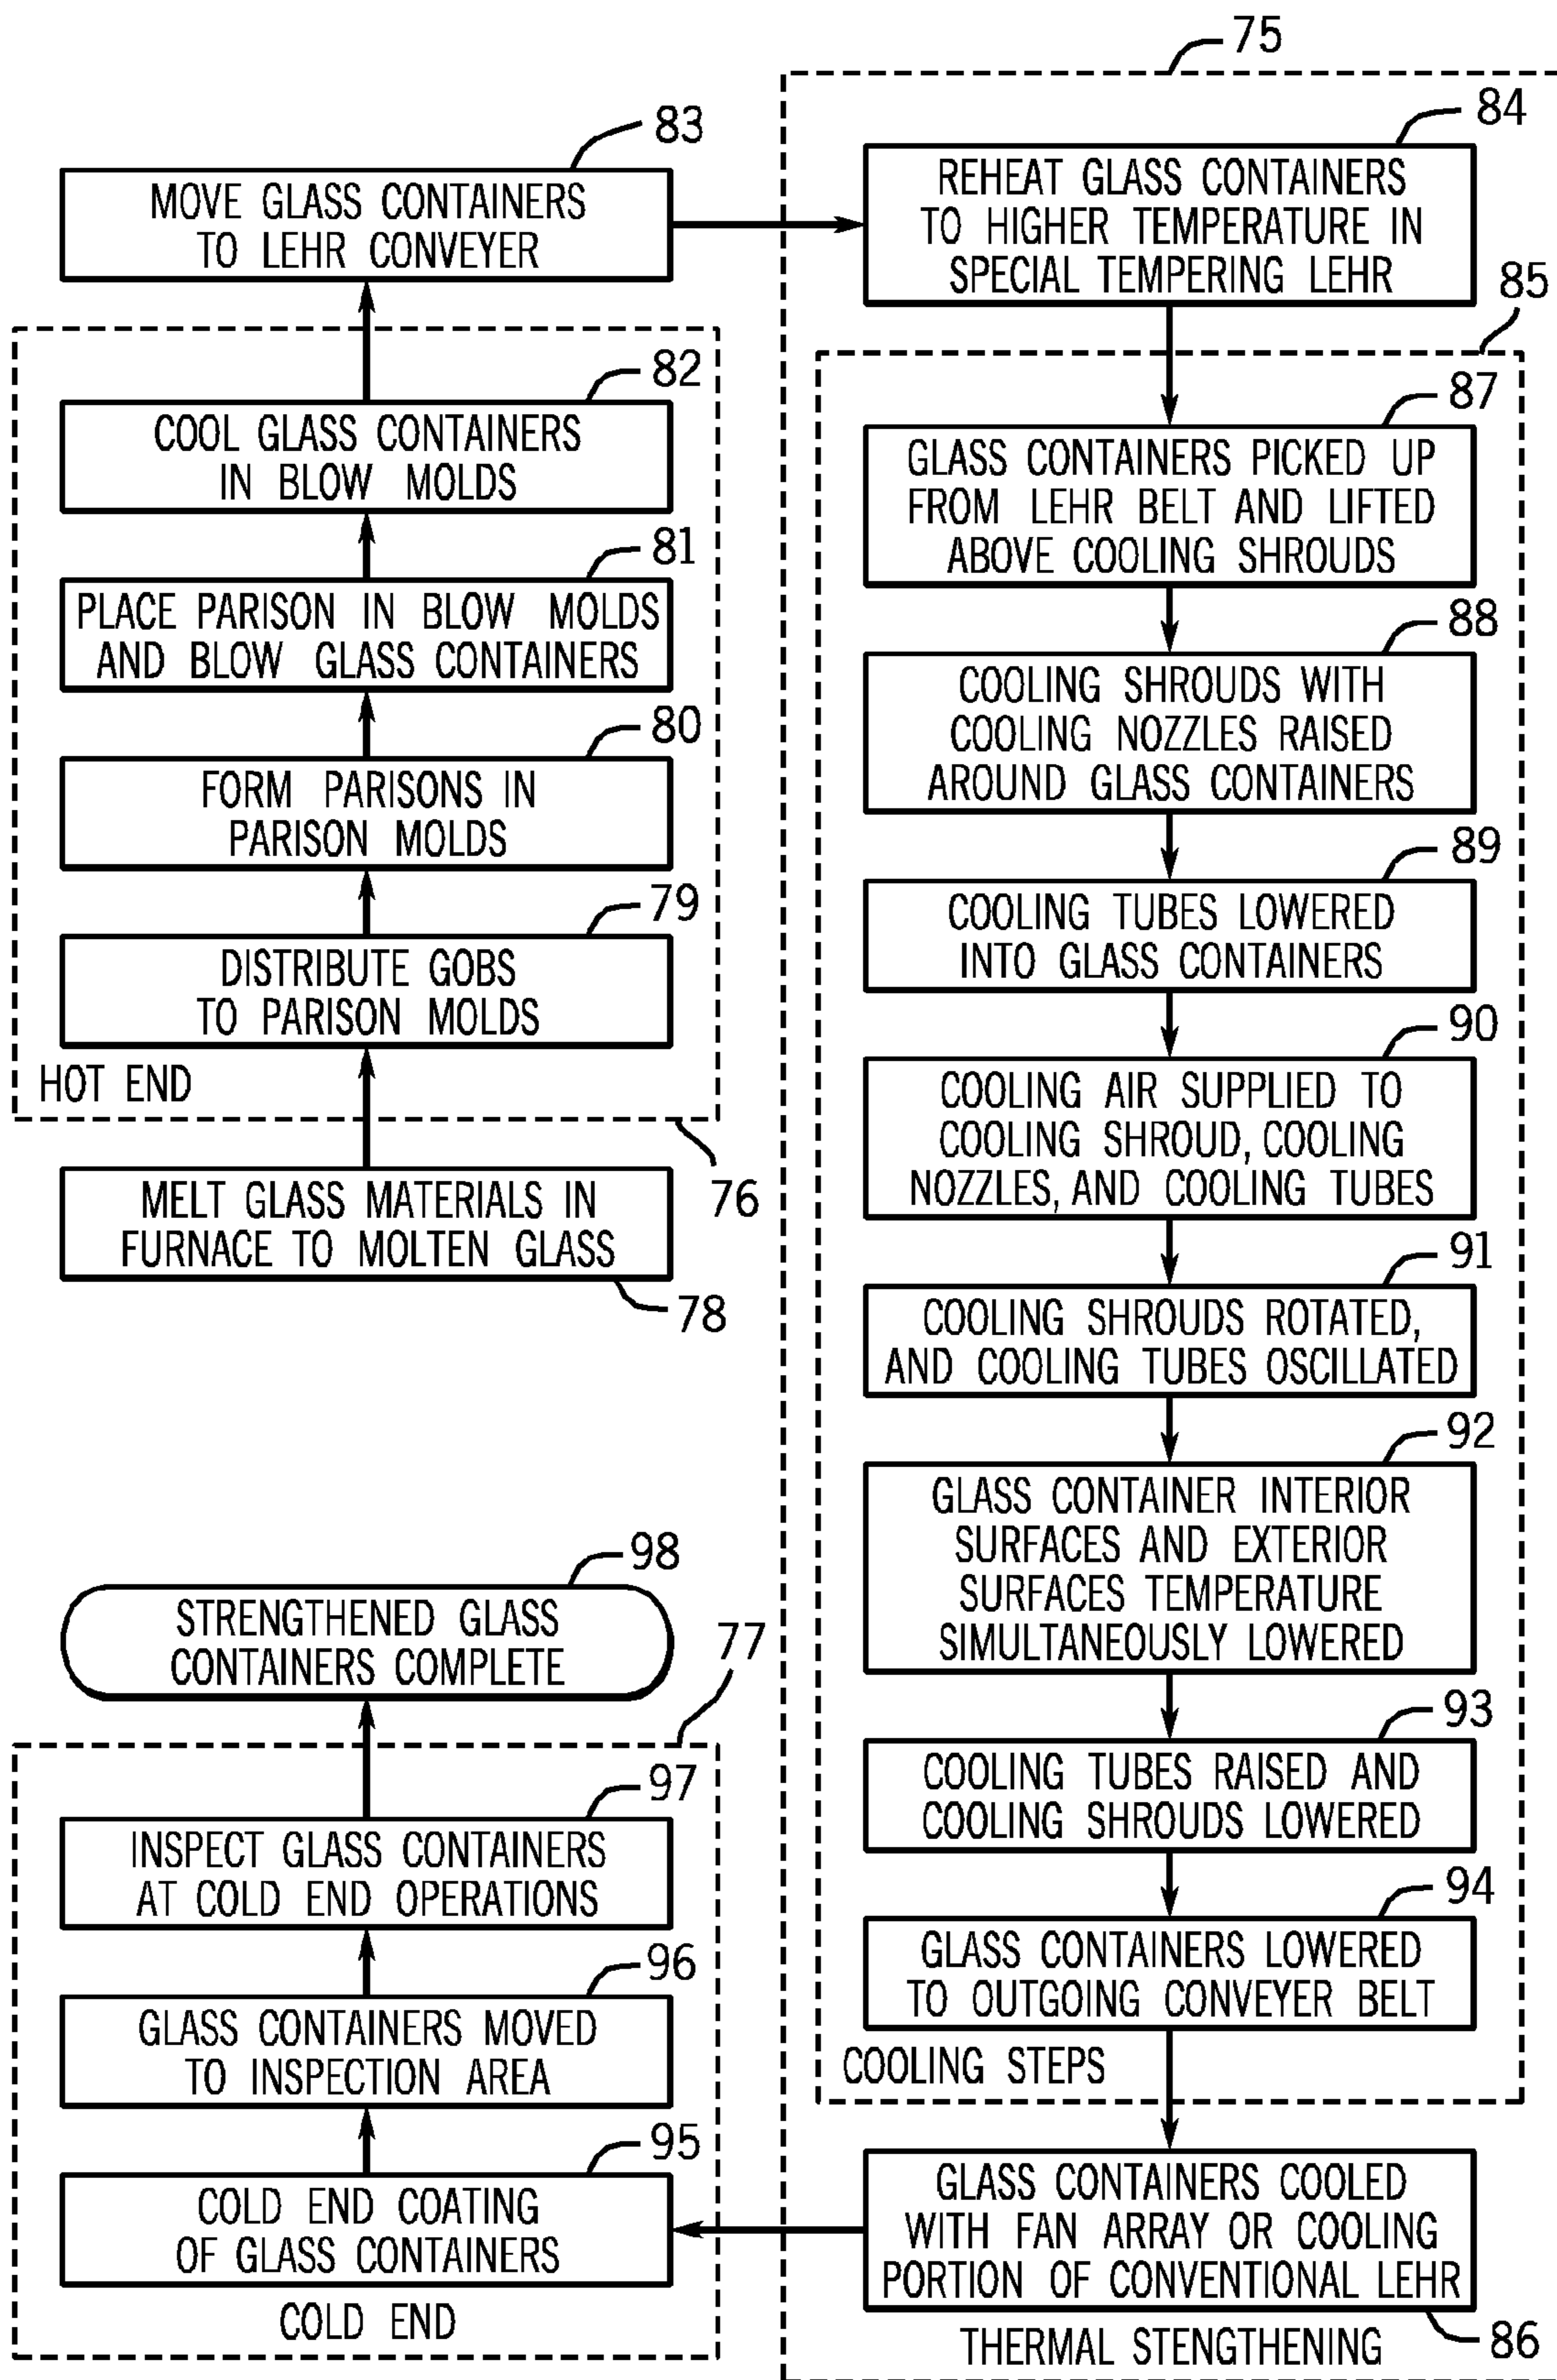 78
MELT GLASS MATERIALS IN
FURNACE TO MOLTEN GLASS
76
HOT END
79
DISTRIBUTE GOBS
TO PARISON MOLDS
80
FORM PARISONS IN
PARISON MOLDS
81
PLACE PARISON IN BLOW MOLDS
AND BLOW GLASS CONTAINERS
82
COOL GLASS CONTAINERS
IN BLOW MOLDS
83
MOVE GLASS CONTAINERS
TO LEHR CONVEYER
75
84
REHEAT GLASS CONTAINERS
TO HIGHER TEMPERATURE IN
SPECIAL TEMPERING LEHR
85
87
GLASS CONTAINERS PICKED UP
FROM LEHR BELT AND LIFTED
ABOVE COOLING SHROUDS
88
COOLING SHROUDS WITH
COOLING NOZZLES RAISED
AROUND GLASS CONTAINERS
89
COOLING TUBES LOWERED
INTO GLASS CONTAINERS
90
COOLING AIR SUPPLIED TO
COOLING SHROUD, COOLING
NOZZLES, AND COOLING TUBES
91
COOLING SHROUDS ROTATED,
AND COOLING TUBES OSCILLATED
92
GLASS CONTAINER INTERIOR
SURFACES AND EXTERIOR
SURFACES TEMPERATURE
SIMULTANEOUSLY LOWERED
93
COOLING TUBES RAISED AND
COOLING SHROUDS LOWERED
94
GLASS CONTAINERS LOWERED
TO OUTGOING CONVEYER BELT
COOLING STEPS
GLASS CONTAINERS COOLED
WITH FAN ARRAY OR COOLING
PORTION OF CONVENTIONAL LEHR
86
THERMAL STENGTHENING
95
COLD END COATING
OF GLASS CONTAINERS
COLD END
96
GLASS CONTAINERS MOVED
TO INSPECTION AREA
97
INSPECT GLASS CONTAINERS
AT COLD END OPERATIONS
77
98
STRENGTHENED GLASS
CONTAINERS COMPLETE